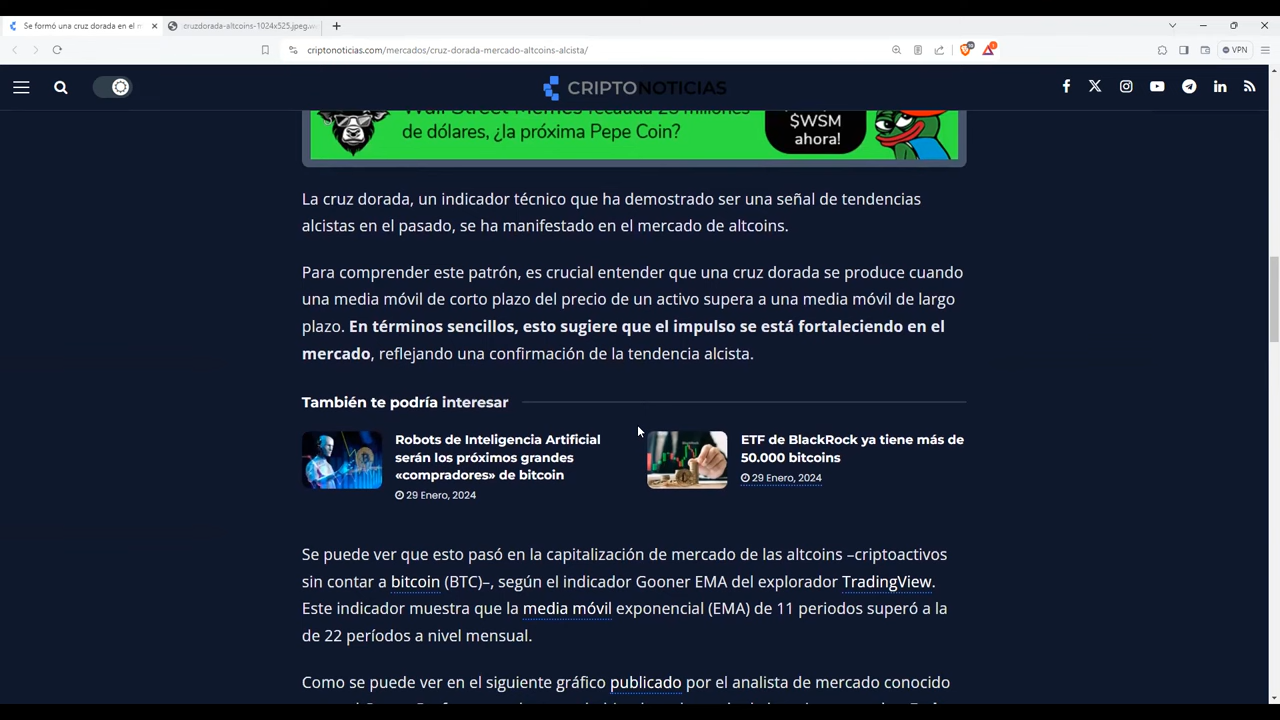 Se formó una cruz dorada en el m
cruzdorada-altcoins-1024x525.jpeg.w
criptonoticias.com/mercados/cruz-dorada-mercado-altcoins-alcista/
VPN
CRIPTONOTICIAS
Wall Street Memes recauda 25 millones
de dólares, ¿la próxima Pepe Coin?
$WSM
ahora!
La cruz dorada, un indicador técnico que ha demostrado ser una señal de tendencias
alcistas en el pasado, se ha manifestado en el mercado de altcoins.
Para comprender este patrón, es crucial entender que una cruz dorada se produce cuando
una media móvil de corto plazo del precio de un activo supera a una media móvil de largo
plazo. En términos sencillos, esto sugiere que el impulso se está fortaleciendo en el
mercado, reflejando una confirmación de la tendencia alcista.
También te podría interesar
Robots de Inteligencia Artificial
serán los próximos grandes
«compradores» de bitcoin
29 Enero, 2024
ETF de BlackRock ya tiene más de
50.000 bitcoins
29 Enero, 2024
Se puede ver que esto pasó en la capitalización de mercado de las altcoins –criptoactivos
sin contar a bitcoin (BTC)–, según el indicador Gooner EMA del explorador TradingView.
Este indicador muestra que la media móvil exponencial (EMA) de 11 periodos superó a la
de 22 períodos a nivel mensual.
Como se puede ver en el siguiente gráfico publicado por el analista de mercado conocido